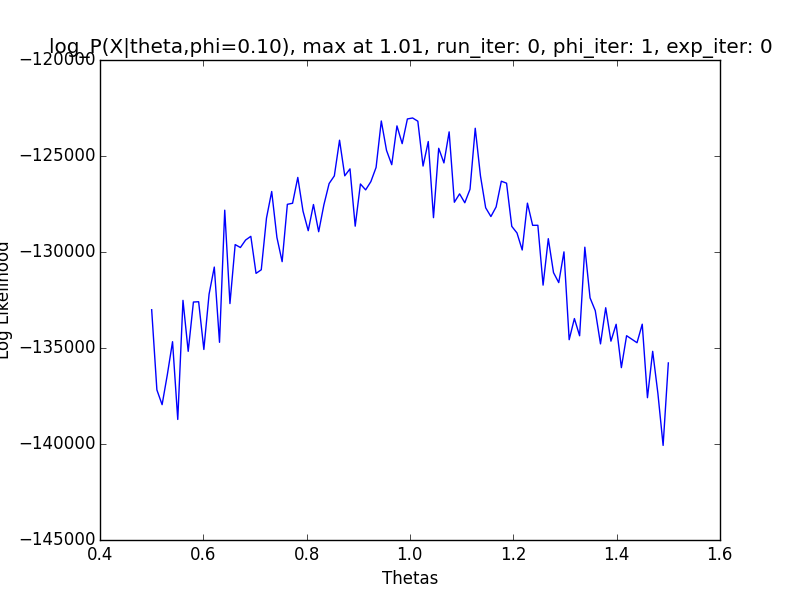 log_P(X|theta,phi=0.10), max at 1.01, run_iter: 0, phi_iter: 1, exp_iter: 0
−120000
−125000
−130000
−135000
−140000
−145000
Log Likelihood
0.4 0.6 0.8 1.0 1.2 1.4 1.6
Thetas